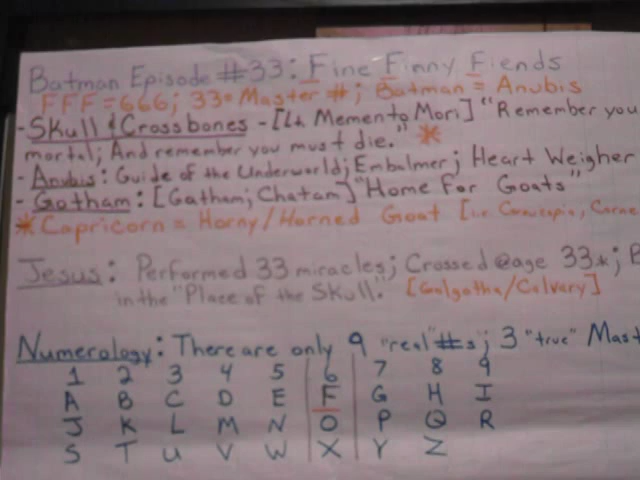 Batman Episode #33: Fine Finny Fiends
FFF = 666; 33 = Master #; Batman = Anubis
- Skull & Crossbones - [Lt. Memento Mori] "Remember you
mortal; And remember you must die." *
- Anubis: Guide of the Underworld; Embalmer; Heart Weigher
- Gotham: [Gatham; Chatam] "Home For Goats"
*Capricorn = Horny/Horned Goat [i.e. Cornucopia, Carne
Jesus: Performed 33 miracles; Crossed @age 33*; B
in the "Place of the Skull." [Golgotha/Calvery]
Numerology: There are only 9 "real" #s; 3 "true" Mast
1 2 3 4 5 6 7 8 9
A B C D E F G H I
J K L M N O P Q R
S T U V W X Y Z